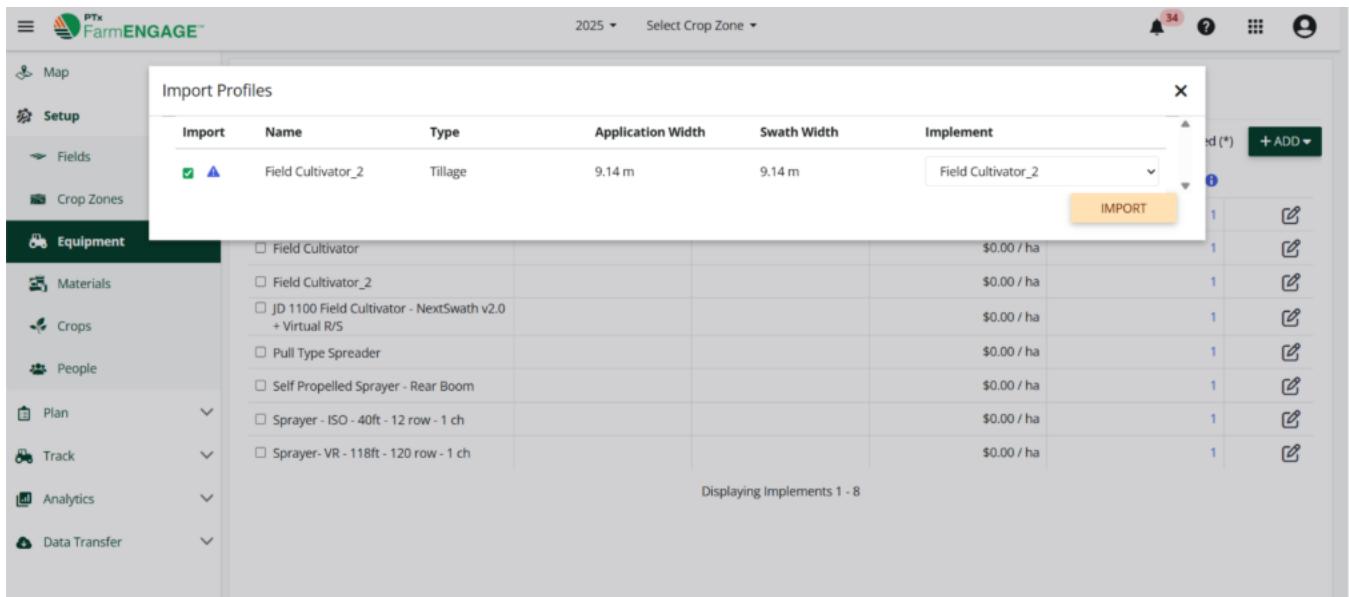 PTx
FarmENGAGE™
2025
Select Crop Zone
34
Map
Setup
Fields
Crop Zones
Equipment
Materials
Crops
People
Plan
Track
Analytics
Data Transfer
Import Profiles
Import Name Type Application Width Swath Width Implement
Field Cultivator_2 Tillage 9.14 m 9.14 m Field Cultivator_2
IMPORT
ed (*)
+ ADD
1
Field Cultivator $0.00 / ha 1
Field Cultivator_2 $0.00 / ha 1
JD 1100 Field Cultivator - NextSwath v2.0
+ Virtual R/S $0.00 / ha 1
Pull Type Spreader $0.00 / ha 1
Self Propelled Sprayer - Rear Boom $0.00 / ha 1
Sprayer - ISO - 40ft - 12 row - 1 ch $0.00 / ha 1
Sprayer- VR - 118ft - 120 row - 1 ch $0.00 / ha 1
Displaying Implements 1 - 8